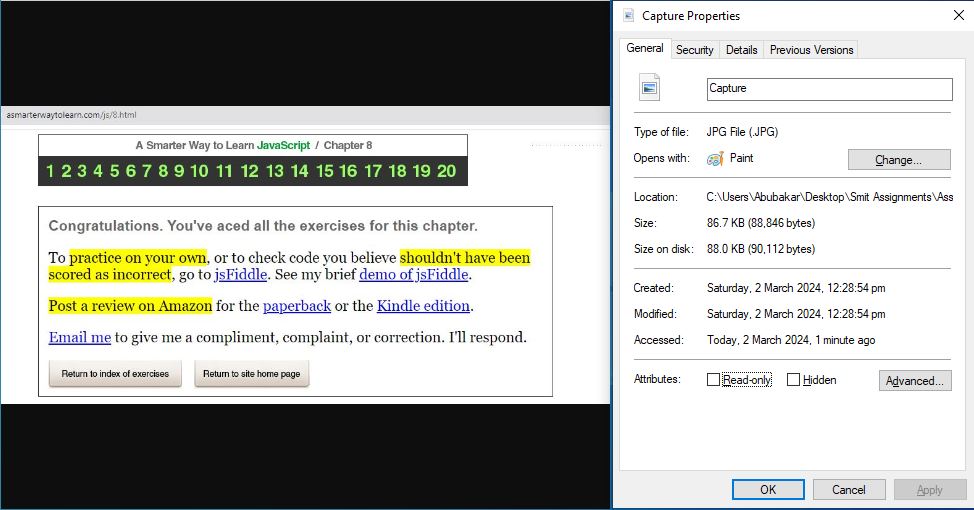 asmarterwaytolearn.com/js/8.html
A Smarter Way to Learn JavaScript / Chapter 8
1 2 3 4 5 6 7 8 9 10 11 12 13 14 15 16 17 18 19 20
Congratulations. You've aced all the exercises for this chapter.
To practice on your own, or to check code you believe shouldn't have been
scored as incorrect, go to jsFiddle. See my brief demo of jsFiddle.
Post a review on Amazon for the paperback or the Kindle edition.
Email me to give me a compliment, complaint, or correction. I'll respond.
Return to index of exercises Return to site home page
Capture Properties
General Security Details Previous Versions
Capture
Type of file: JPG File (.JPG)
Opens with: Paint Change...
Location: C:\Users\Abubakar\Desktop\Smit Assignments\Ass
Size: 86.7 KB (88,846 bytes)
Size on disk: 88.0 KB (90,112 bytes)
Created: Saturday, 2 March 2024, 12:28:54 pm
Modified: Saturday, 2 March 2024, 12:28:54 pm
Accessed: Today, 2 March 2024, 1 minute ago
Attributes: Read-only Hidden Advanced...
OK Cancel Apply